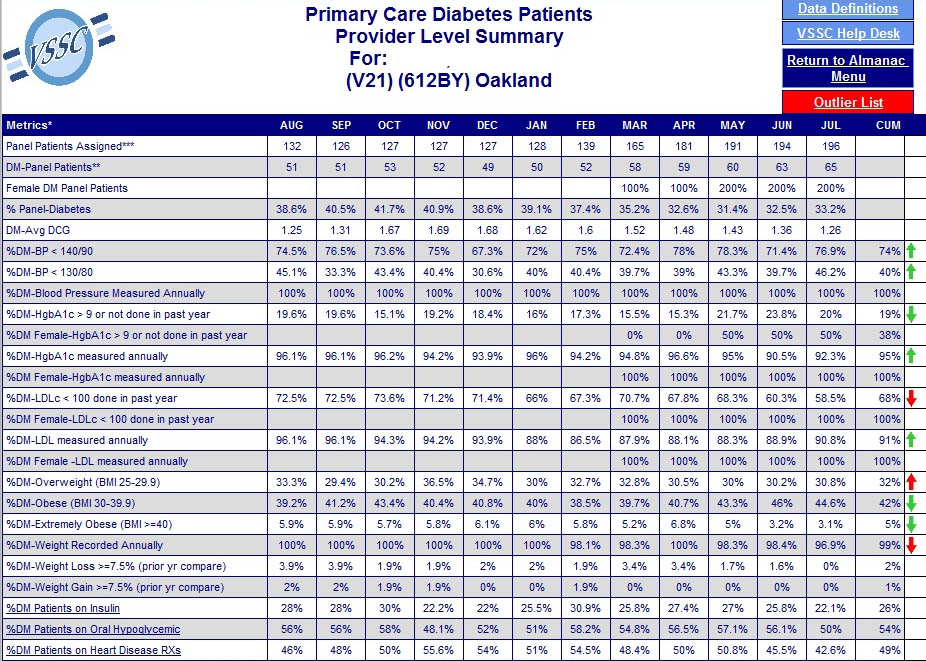 VSSC
Primary Care Diabetes Patients
Provider Level Summary
For:
(V21) (612BY) Oakland
Data Definitions
VSSC Help Desk
Return to Almanac
Menu
Outlier List
Metrics* AUG SEP OCT NOV DEC JAN FEB MAR APR MAY JUN JUL CUM
Panel Patients Assigned*** 132 126 127 127 127 128 139 165 181 191 194 196
DM-Panel Patients** 51 51 53 52 49 50 52 58 59 60 63 65
Female DM Panel Patients 100% 100% 200% 200% 200%
% Panel-Diabetes 38.6% 40.5% 41.7% 40.9% 38.6% 39.1% 37.4% 35.2% 32.6% 31.4% 32.5% 33.2%
DM-Avg DCG 1.25 1.31 1.67 1.69 1.68 1.62 1.6 1.52 1.48 1.43 1.36 1.26
%DM-BP < 140/90 74.5% 76.5% 73.6% 75% 67.3% 72% 75% 72.4% 78% 78.3% 71.4% 76.9% 74%
%DM-BP < 130/80 45.1% 33.3% 43.4% 40.4% 30.6% 40% 40.4% 39.7% 39% 43.3% 39.7% 46.2% 40%
%DM-Blood Pressure Measured Annually 100% 100% 100% 100% 100% 100% 100% 100% 100% 100% 100% 100% 100%
%DM-HgbA1c > 9 or not done in past year 19.6% 19.6% 15.1% 19.2% 18.4% 16% 17.3% 15.5% 15.3% 21.7% 23.8% 20% 19%
%DM Female-HgbA1c > 9 or not done in past year 0% 0% 50% 50% 50% 38%
%DM-HgbA1c measured annually 96.1% 96.1% 96.2% 94.2% 93.9% 96% 94.2% 94.8% 96.6% 95% 90.5% 92.3% 95%
%DM Female-HgbA1c measured annually 100% 100% 100% 100% 100% 100%
%DM-LDLc < 100 done in past year 72.5% 72.5% 73.6% 71.2% 71.4% 66% 67.3% 70.7% 67.8% 68.3% 60.3% 58.5% 68%
%DM Female-LDLc < 100 done in past year 100% 100% 100% 100% 100% 100%
%DM-LDL measured annually 96.1% 96.1% 94.3% 94.2% 93.9% 88% 86.5% 87.9% 88.1% 88.3% 88.9% 90.8% 91%
%DM Female -LDL measured annually 100% 100% 100% 100% 100% 100%
%DM-Overweight (BMI 25-29.9) 33.3% 29.4% 30.2% 36.5% 34.7% 30% 32.7% 32.8% 30.5% 30% 30.2% 30.8% 32%
%DM-Obese (BMI 30-39.9) 39.2% 41.2% 43.4% 40.4% 40.8% 40% 38.5% 39.7% 40.7% 43.3% 46% 44.6% 42%
%DM-Extremely Obese (BMI >=40) 5.9% 5.9% 5.7% 5.8% 6.1% 6% 5.8% 5.2% 6.8% 5% 3.2% 3.1% 5%
%DM-Weight Recorded Annually 100% 100% 100% 100% 100% 100% 98.1% 98.3% 100% 98.3% 98.4% 96.9% 99%
%DM-Weight Loss >=7.5% (prior yr compare) 3.9% 3.9% 1.9% 1.9% 2% 2% 1.9% 3.4% 3.4% 1.7% 1.6% 0% 2%
%DM-Weight Gain >=7.5% (prior yr compare) 2% 2% 1.9% 1.9% 0% 0% 1.9% 0% 0% 0% 0% 0% 1%
%DM Patients on Insulin 28% 28% 30% 22.2% 22% 25.5% 30.9% 25.8% 27.4% 27% 25.8% 22.1% 26%
%DM Patients on Oral Hypoglycemic 56% 56% 58% 48.1% 52% 51% 58.2% 54.8% 56.5% 57.1% 56.1% 50% 54%
%DM Patients on Heart Disease RXs 46% 48% 50% 55.6% 54% 51% 54.5% 48.4% 50% 50.8% 45.5% 42.6% 49%